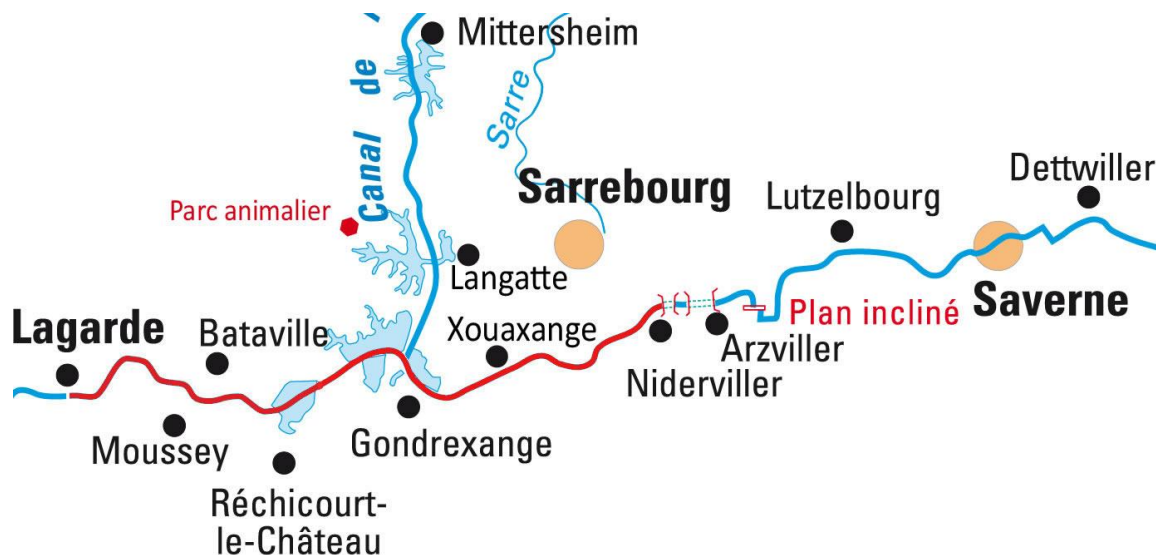 Mittersheim
Canal de
Sarre
Sarrebourg
Dettwiller
Lutzelbourg
Parc animalier
Langatte
Saverne
Plan incliné
Lagarde
Bataville
Xouaxange
Arzviller
Niderviller
Gondrexange
Moussey
Réchicourt-
le-Château